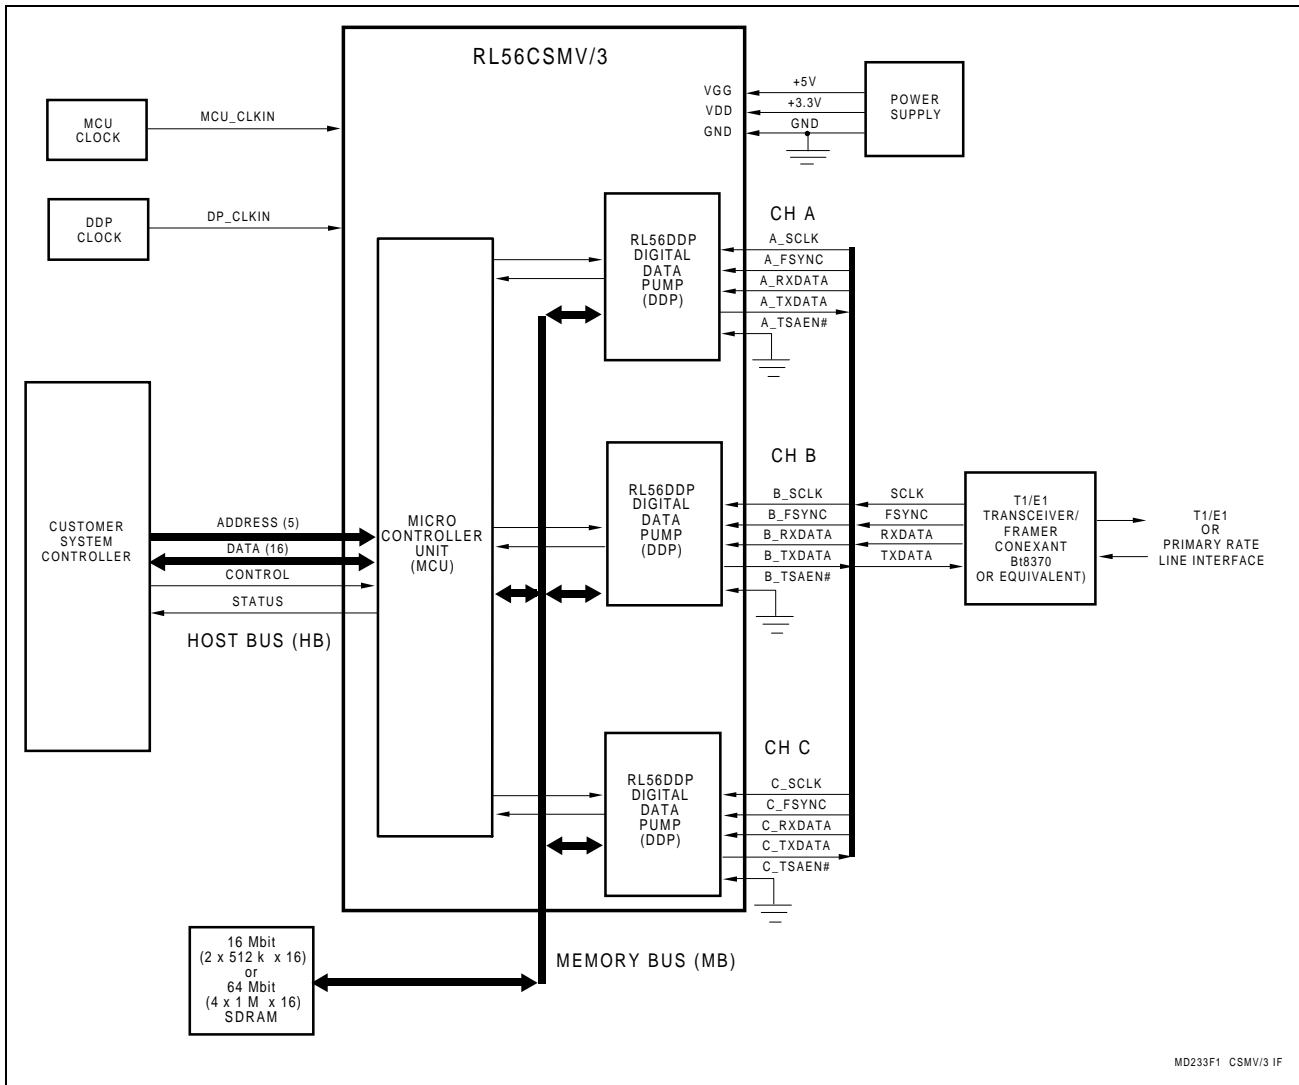 RL56CSMV/3
MCU
CLOCK
MCU_CLKIN
DDP
CLOCK
DP_CLKIN
VGG
VDD
GND
+5V
+3.3V
GND
POWER
SUPPLY
RL56DDP
DIGITAL
DATA
PUMP
(DDP)
CH A
A_SCLK
A_FSYNC
A_RXDATA
A_TXDATA
A_TSAEN#
CUSTOMER
SYSTEM
CONTROLLER
ADDRESS (5)
DATA (16)
CONTROL
STATUS
HOST BUS (HB)
MICRO
CONTROLLER
UNIT
(MCU)
RL56DDP
DIGITAL
DATA
PUMP
(DDP)
CH B
B_SCLK
B_FSYNC
B_RXDATA
B_TXDATA
B_TSAEN#
SCLK
FSYNC
RXDATA
TXDATA
T1/E1
TRANSCEIVER/
FRAMER
CONEXANT
Bt8370
OR EQUIVALENT)
T1/E1
OR
PRIMARY RATE
LINE INTERFACE
RL56DDP
DIGITAL
DATA
PUMP
(DDP)
CH C
C_SCLK
C_FSYNC
C_RXDATA
C_TXDATA
C_TSAEN#
16 Mbit
(2 x 512 k x 16)
or
64 Mbit
(4 x 1 M x 16)
SDRAM
MEMORY BUS (MB)
MD233F1 CSMV/3 IF